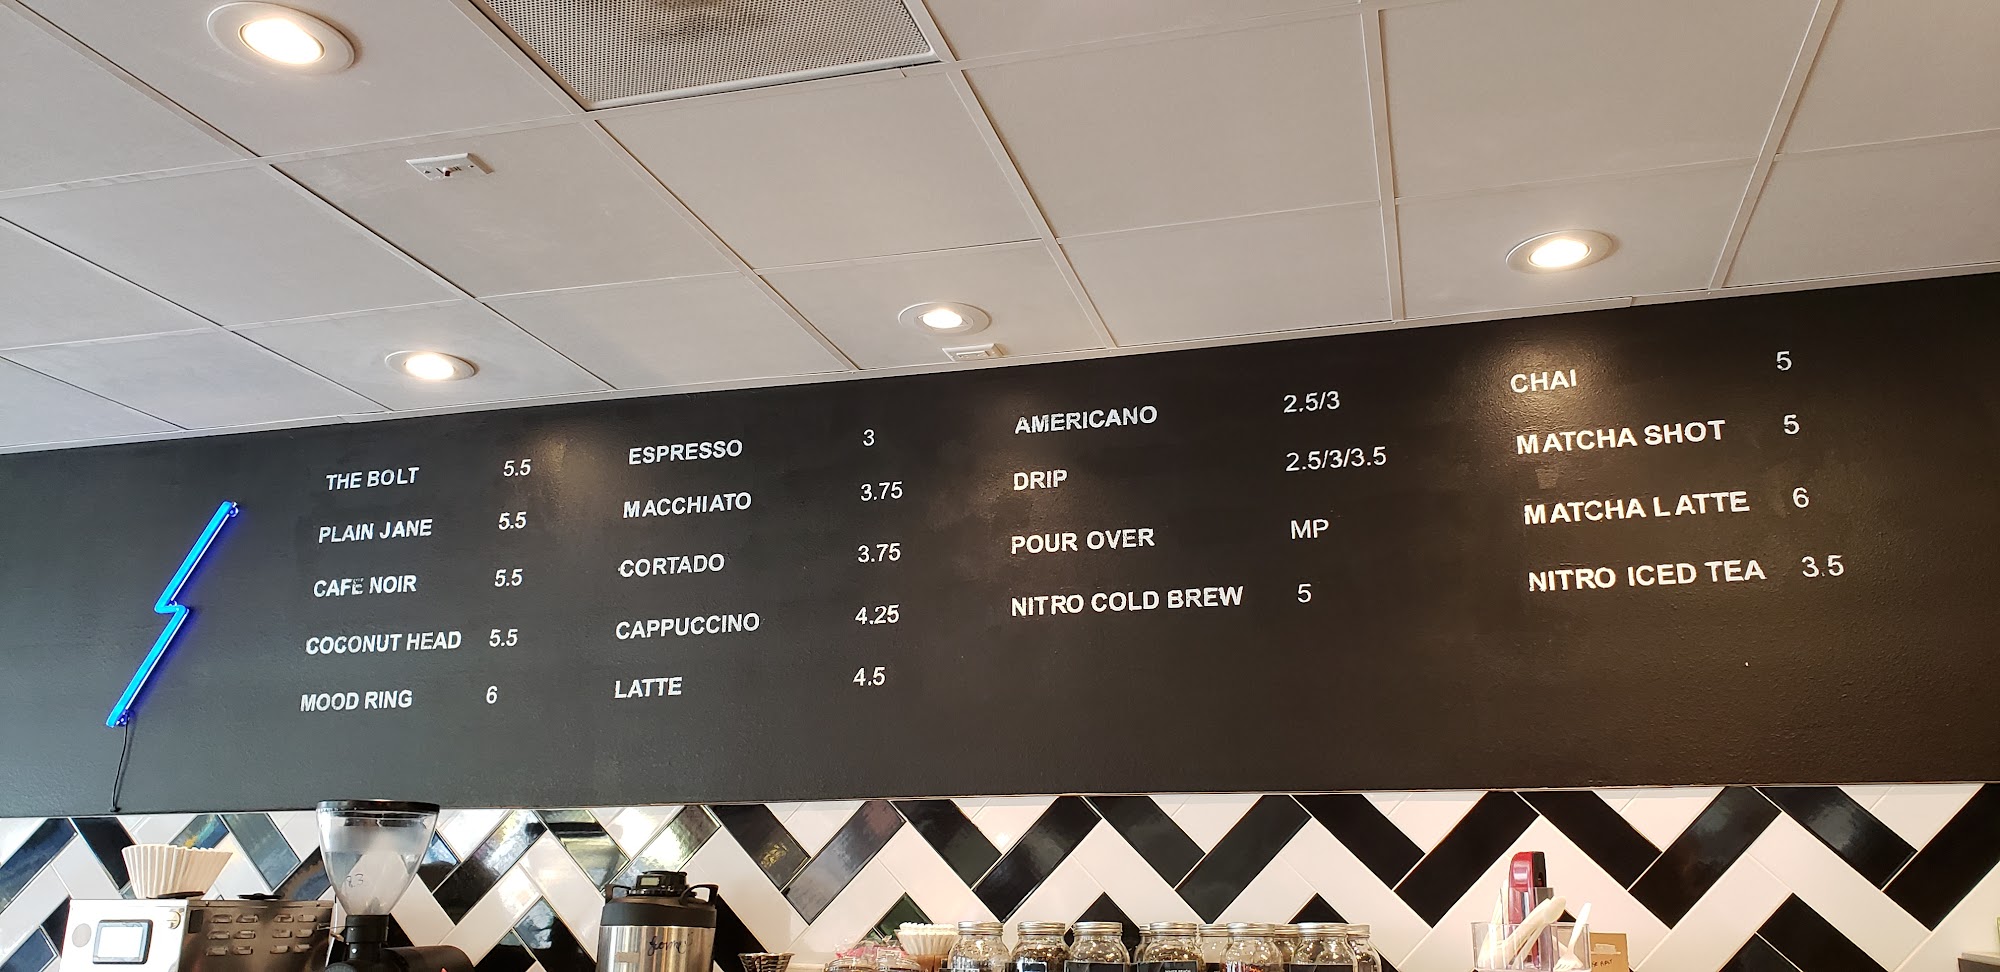 THE BOLT 5.5
PLAIN JANE 5.5
CAFE NOIR 5.5
COCONUT HEAD 5.5
MOOD RING 6
ESPRESSO 3
MACCHIATO 3.75
CORTADO 3.75
CAPPUCCINO 4.25
LATTE 4.5
AMERICANO 2.5/3
DRIP 2.5/3/3.5
POUR OVER MP
NITRO COLD BREW 5
CHAI 5
MATCHA SHOT 5
MATCHA LATTE 6
NITRO ICED TEA 3.5